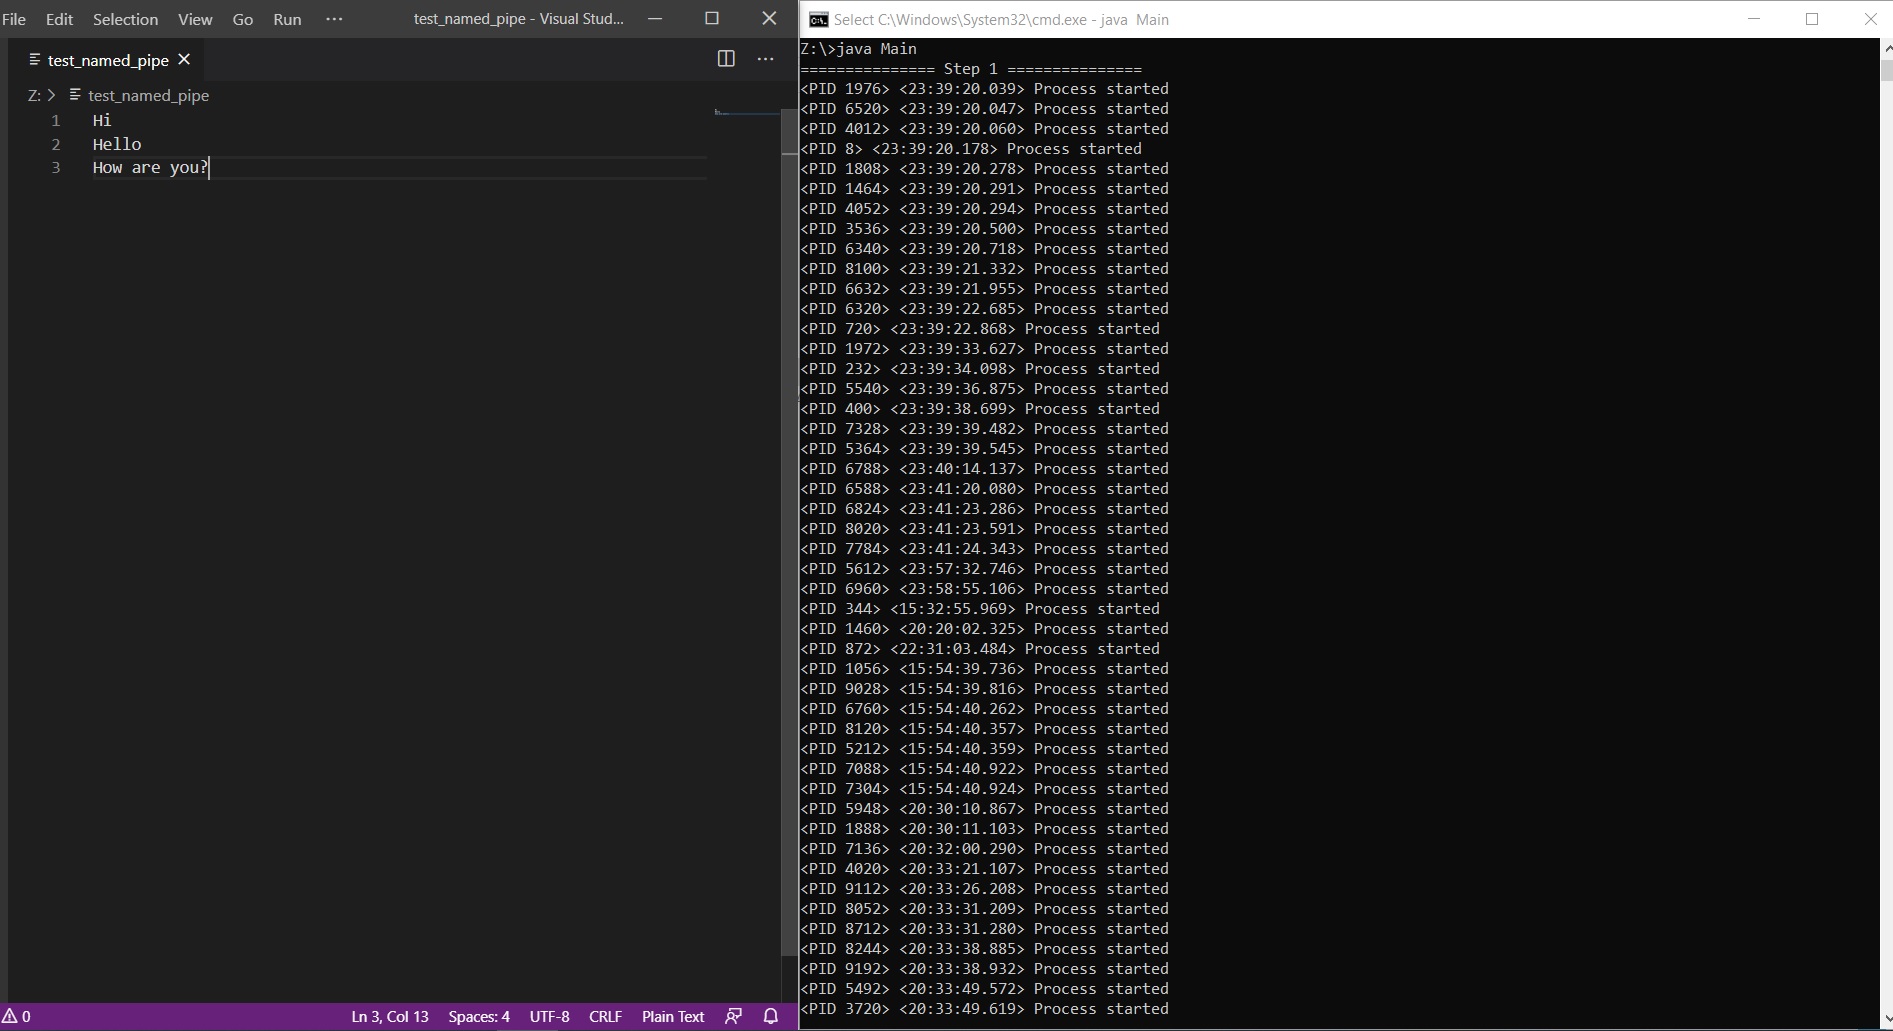 File Edit Selection View Go Run ··· test_named_pipe - Visual Stud...
test_named_pipe
Z: > test_named_pipe
1 Hi
2 Hello
3 How are you?
0 Ln 3, Col 13 Spaces: 4 UTF-8 CRLF Plain Text
Select C:\Windows\System32\cmd.exe - java Main
Z:\>java Main
=============== Step 1 ===============
<PID 1976> <23:39:20.039> Process started
<PID 6520> <23:39:20.047> Process started
<PID 4012> <23:39:20.060> Process started
<PID 8> <23:39:20.178> Process started
<PID 1808> <23:39:20.278> Process started
<PID 1464> <23:39:20.291> Process started
<PID 4052> <23:39:20.294> Process started
<PID 3536> <23:39:20.500> Process started
<PID 6340> <23:39:20.718> Process started
<PID 8100> <23:39:21.332> Process started
<PID 6632> <23:39:21.955> Process started
<PID 6320> <23:39:22.685> Process started
<PID 720> <23:39:22.868> Process started
<PID 1972> <23:39:33.627> Process started
<PID 232> <23:39:34.098> Process started
<PID 5540> <23:39:36.875> Process started
<PID 400> <23:39:38.699> Process started
<PID 7328> <23:39:39.482> Process started
<PID 5364> <23:39:39.545> Process started
<PID 6788> <23:40:14.137> Process started
<PID 6588> <23:41:20.080> Process started
<PID 6824> <23:41:23.286> Process started
<PID 8020> <23:41:23.591> Process started
<PID 7784> <23:41:24.343> Process started
<PID 5612> <23:57:32.746> Process started
<PID 6960> <23:58:55.106> Process started
<PID 344> <15:32:55.969> Process started
<PID 1460> <20:20:02.325> Process started
<PID 872> <22:31:03.484> Process started
<PID 1056> <15:54:39.736> Process started
<PID 9028> <15:54:39.816> Process started
<PID 6760> <15:54:40.262> Process started
<PID 8120> <15:54:40.357> Process started
<PID 5212> <15:54:40.359> Process started
<PID 7088> <15:54:40.922> Process started
<PID 7304> <15:54:40.924> Process started
<PID 5948> <20:30:10.867> Process started
<PID 1888> <20:30:11.103> Process started
<PID 7136> <20:32:00.290> Process started
<PID 4020> <20:33:21.107> Process started
<PID 9112> <20:33:26.208> Process started
<PID 8052> <20:33:31.209> Process started
<PID 8712> <20:33:31.280> Process started
<PID 8244> <20:33:38.885> Process started
<PID 9192> <20:33:38.932> Process started
<PID 5492> <20:33:49.572> Process started
<PID 3720> <20:33:49.619> Process started